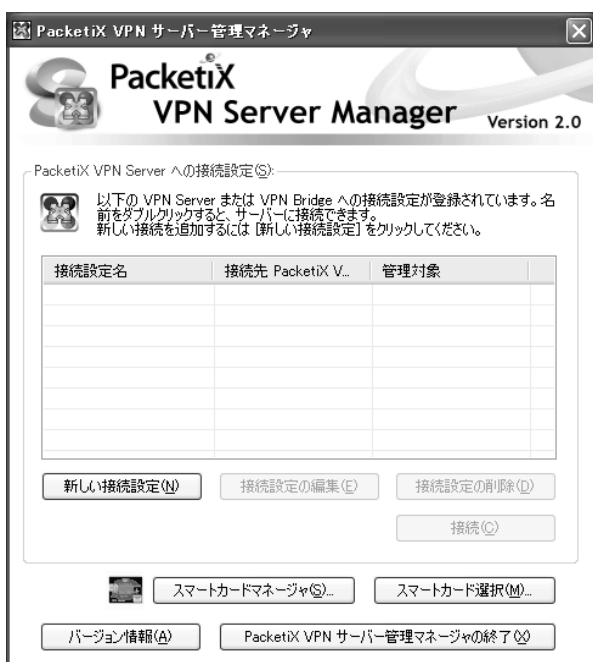 PacketiX VPN サーバー管理マネージャ
PacketiX
VPN Server Manager
Version 2.0
PacketiX VPN Server への接続設定(S):
以下の VPN Server または VPN Bridge への接続設定が登録されています。名
前をダブルクリックすると、サーバーに接続できます。
新しい接続を追加するには [新しい接続設定] をクリックしてください。
接続設定名 接続先 PacketiX V... 管理対象
新しい接続設定(N) 接続設定の編集(E) 接続設定の削除(D)
接続(C)
スマートカードマネージャ(S)... スマートカード選択(M)...
バージョン情報(A) PacketiX VPN サーバー管理マネージャの終了(X)